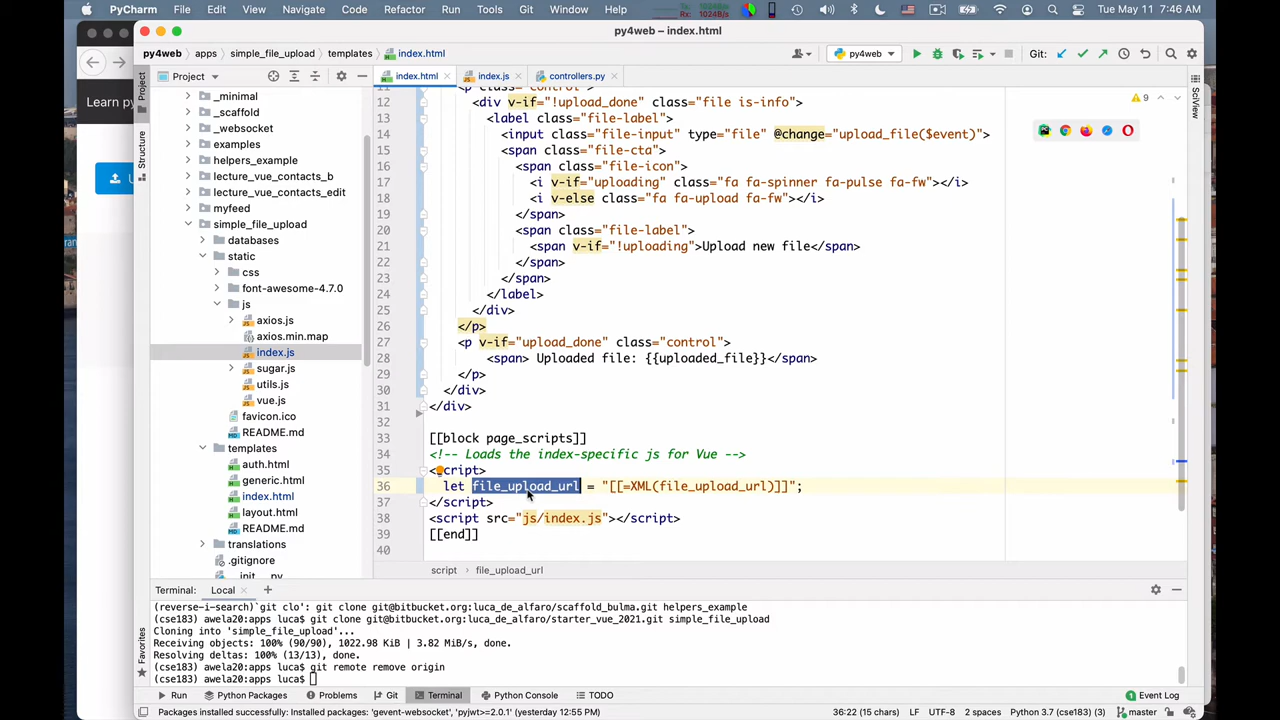 PyCharm File Edit View Navigate Code Refactor Run Tools Git Window Help Tue May 11 7:46 AM
py4web – index.html
py4web apps simple_file_upload templates index.html py4web Git:
Project index.html index.js controllers.py
Learn py
Project
Structure
Favorites
SciView
_minimal
_scaffold
_websocket
examples
helpers_example
lecture_vue_contacts_b
lecture_vue_contacts_edit
myfeed
simple_file_upload
databases
static
css
font-awesome-4.7.0
js
axios.js
axios.min.map
index.js
sugar.js
utils.js
vue.js
favicon.ico
README.md
templates
auth.html
generic.html
index.html
layout.html
README.md
translations
.gitignore
9
12 <div v-if="!upload_done" class="file is-info">
13 <label class="file-label">
14 <input class="file-input" type="file" @change="upload_file($event)">
15 <span class="file-cta">
16 <span class="file-icon">
17 <i v-if="uploading" class="fa fa-spinner fa-pulse fa-fw"></i>
18 <i v-else class="fa fa-upload fa-fw"></i>
19 </span>
20 <span class="file-label">
21 <span v-if="!uploading">Upload new file</span>
22 </span>
23 </span>
24 </label>
25 </div>
26 </p>
27 <p v-if="upload_done" class="control">
28 <span> Uploaded file: {{uploaded_file}}</span>
29 </p>
30 </div>
31 </div>
32
33 [[block page_scripts]]
34 <!-- Loads the index-specific js for Vue -->
35 <script>
36 let file_upload_url = "[[=XML(file_upload_url)]]";
37 </script>
38 <script src="js/index.js"></script>
39 [[end]]
40
script file_upload_url
Terminal: Local
(reverse-i-search)`git clo': git clone git@bitbucket.org:luca_de_alfaro/scaffold_bulma.git helpers_example
(cse183) awela20:apps luca$ git clone git@bitbucket.org:luca_de_alfaro/starter_vue_2021.git simple_file_upload
Cloning into 'simple_file_upload'...
Receiving objects: 100% (90/90), 1022.98 KiB | 3.82 MiB/s, done.
Resolving deltas: 100% (13/13), done.
(cse183) awela20:apps luca$ git remote remove origin
(cse183) awela20:apps luca$
Run Python Packages Problems Git Terminal Python Console TODO Event Log
Packages installed successfully: Installed packages: 'gevent-websocket', 'pyjwt>=2.0.1' (yesterday 12:55 PM) 36:22 (15 chars) LF UTF-8 2 spaces Python 3.7 (cse183) master